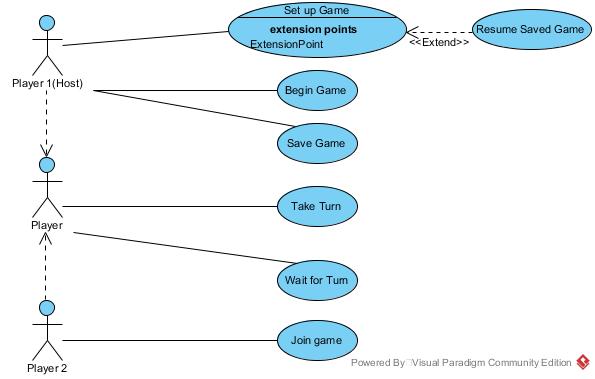 Set up Game
extension points
ExtensionPoint
<<Extend>>
Resume Saved Game
Player 1(Host)
Begin Game
Save Game
Take Turn
Player
Wait for Turn
Join game
Player 2
Powered By Visual Paradigm Community Edition